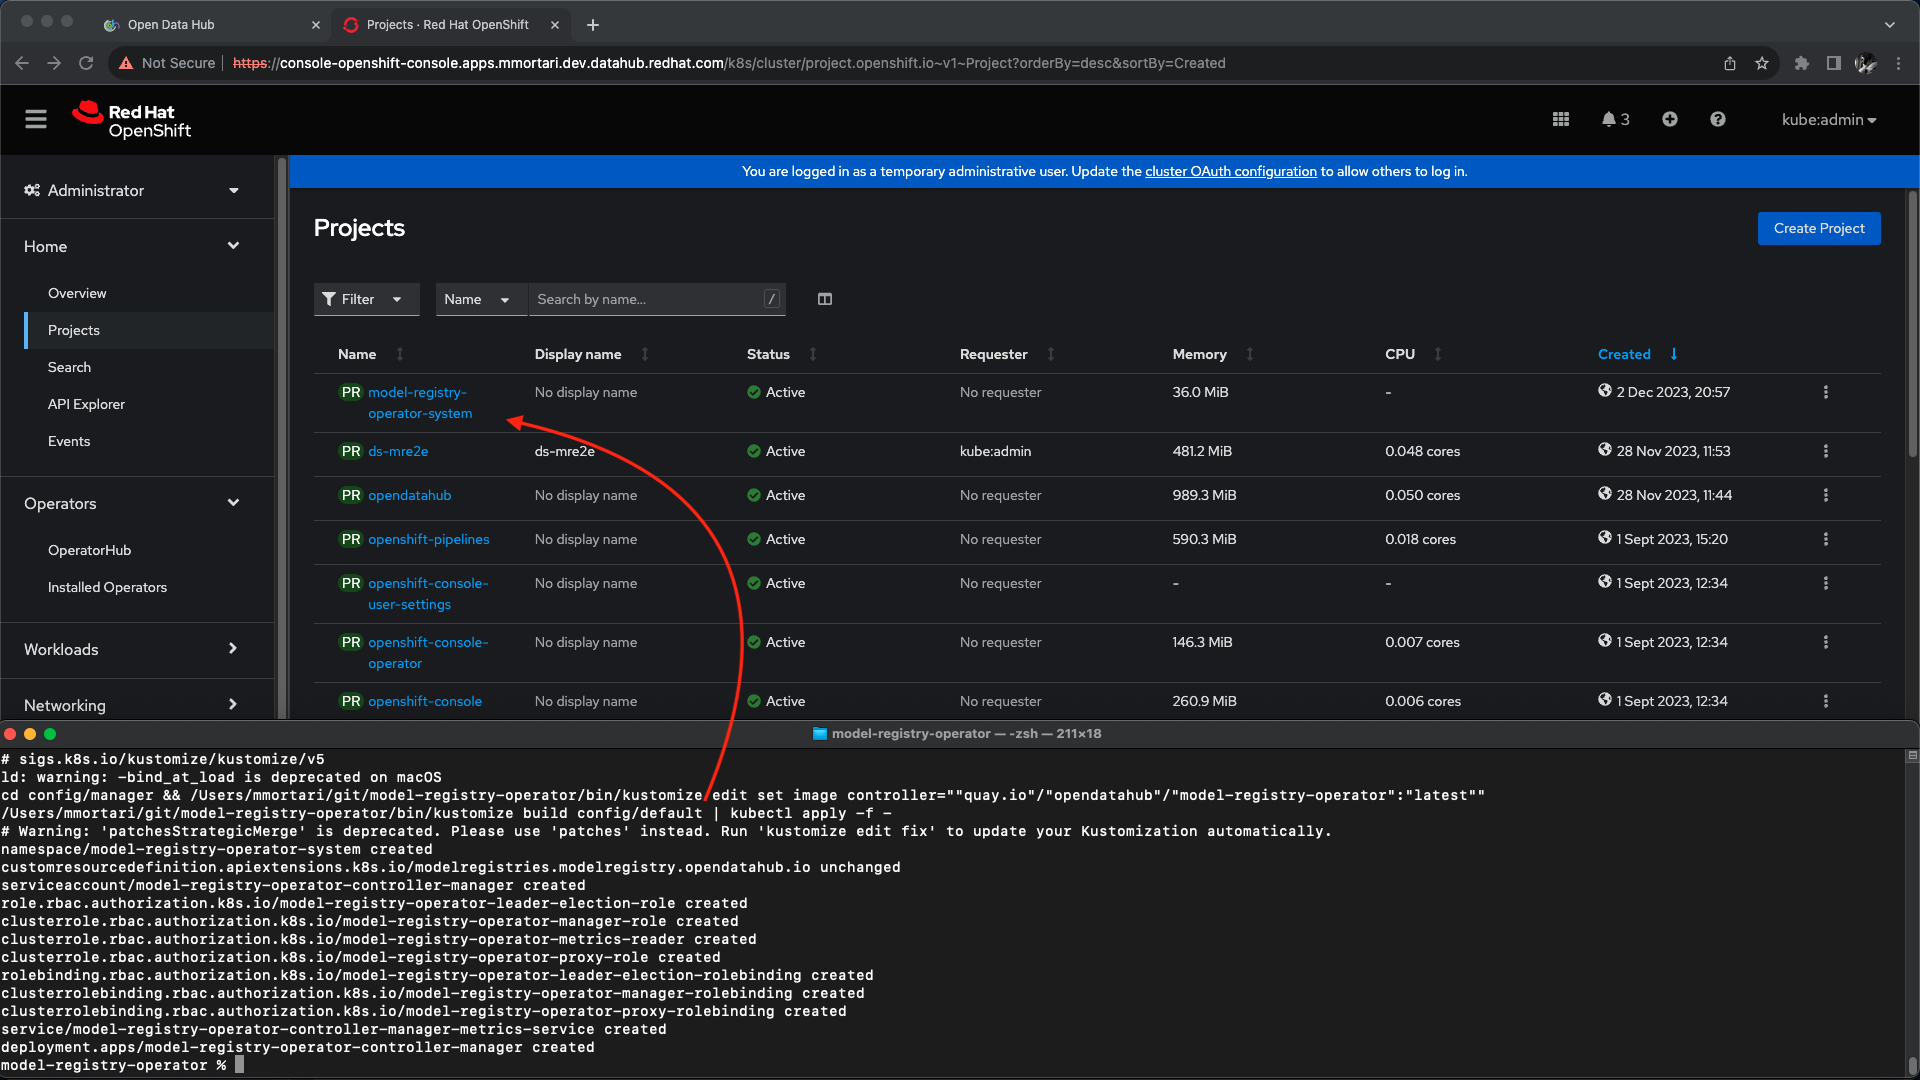 Open Data Hub
Projects · Red Hat OpenShift
Not Secure
https://console-openshift-console.apps.mmortari.dev.datahub.redhat.com/k8s/cluster/project.openshift.io~v1~Project?orderBy=desc&sortBy=Created
Red Hat
OpenShift
3
kube:admin
You are logged in as a temporary administrative user. Update the cluster OAuth configuration to allow others to log in.
Administrator
Home
Overview
Projects
Search
API Explorer
Events
Operators
OperatorHub
Installed Operators
Workloads
Networking
Projects
Create Project
Filter
Name
Search by name...
/
Name Display name Status Requester Memory CPU Created
PR model-registry-operator-system No display name Active No requester 36.0 MiB - 2 Dec 2023, 20:57
PR ds-mre2e ds-mre2e Active kube:admin 481.2 MiB 0.048 cores 28 Nov 2023, 11:53
PR opendatahub No display name Active No requester 989.3 MiB 0.050 cores 28 Nov 2023, 11:44
PR openshift-pipelines No display name Active No requester 590.3 MiB 0.018 cores 1 Sept 2023, 15:20
PR openshift-console-user-settings No display name Active No requester - - 1 Sept 2023, 12:34
PR openshift-console-operator No display name Active No requester 146.3 MiB 0.007 cores 1 Sept 2023, 12:34
PR openshift-console No display name Active No requester 260.9 MiB 0.006 cores 1 Sept 2023, 12:34
model-registry-operator — -zsh — 211×18
# sigs.k8s.io/kustomize/kustomize/v5
ld: warning: -bind_at_load is deprecated on macOS
cd config/manager && /Users/mmortari/git/model-registry-operator/bin/kustomize edit set image controller=""quay.io"/"opendatahub"/"model-registry-operator":"latest""
/Users/mmortari/git/model-registry-operator/bin/kustomize build config/default | kubectl apply -f -
# Warning: 'patchesStrategicMerge' is deprecated. Please use 'patches' instead. Run 'kustomize edit fix' to update your Kustomization automatically.
namespace/model-registry-operator-system created
customresourcedefinition.apiextensions.k8s.io/modelregistries.modelregistry.opendatahub.io unchanged
serviceaccount/model-registry-operator-controller-manager created
role.rbac.authorization.k8s.io/model-registry-operator-leader-election-role created
clusterrole.rbac.authorization.k8s.io/model-registry-operator-manager-role created
clusterrole.rbac.authorization.k8s.io/model-registry-operator-metrics-reader created
clusterrole.rbac.authorization.k8s.io/model-registry-operator-proxy-role created
rolebinding.rbac.authorization.k8s.io/model-registry-operator-leader-election-rolebinding created
clusterrolebinding.rbac.authorization.k8s.io/model-registry-operator-manager-rolebinding created
clusterrolebinding.rbac.authorization.k8s.io/model-registry-operator-proxy-rolebinding created
service/model-registry-operator-controller-manager-metrics-service created
deployment.apps/model-registry-operator-controller-manager created
model-registry-operator %